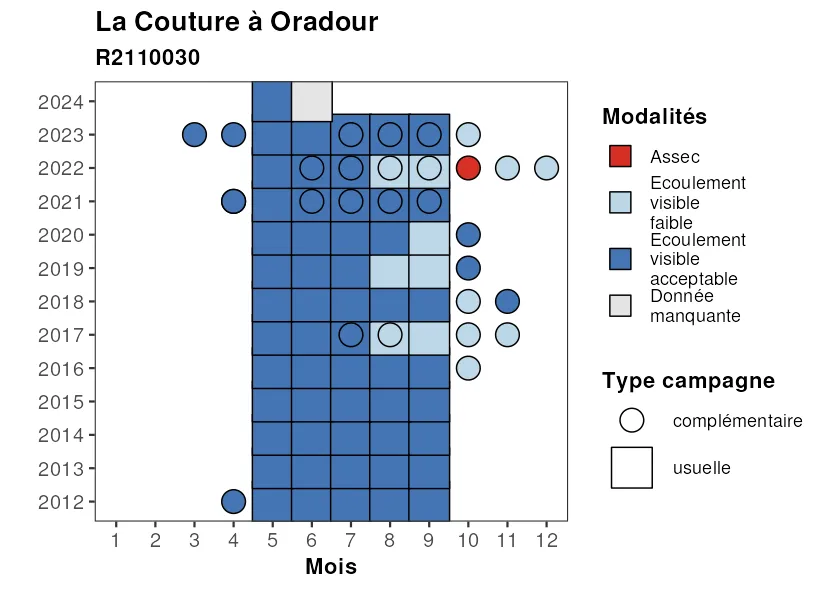 La Couture à Oradour
R2110030
2024
2023
2022
2021
2020
2019
2018
2017
2016
2015
2014
2013
2012
1 2 3 4 5 6 7 8 9 10 11 12
Mois
Modalités
Assec
Ecoulement
visible
faible
Ecoulement
visible
acceptable
Donnée
manquante
Type campagne
complémentaire
usuelle